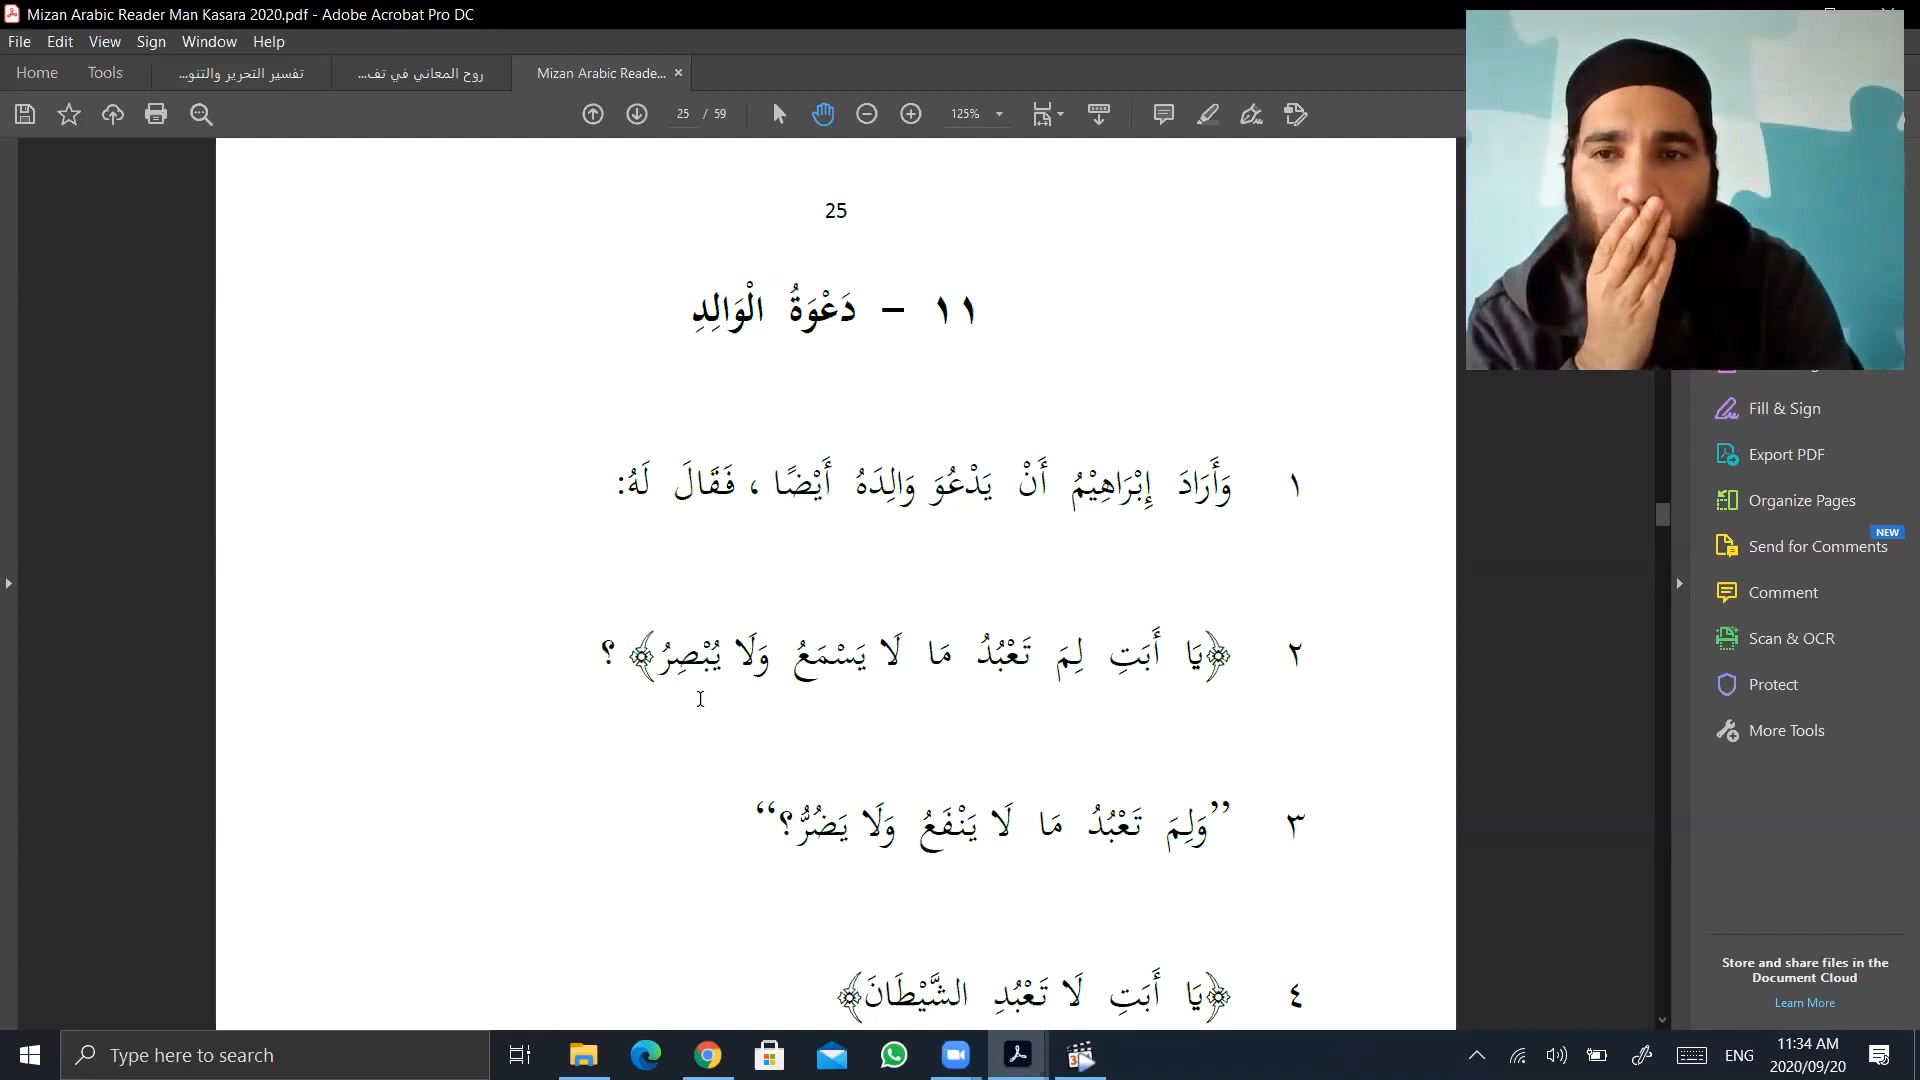 Mizan Arabic Reader Man Kasara 2020.pdf - Adobe Acrobat Pro DC
File Edit View Sign Window Help
Home Tools تفسير التحرير والتنو... روح المعاني في تف... Mizan Arabic Reade... ×
25 / 59 125%
25
١١ – دَعْوَةُ الْوَالِدِ
١ وَأَرَادَ إِبْرَاهِيْمُ أَنْ يَدْعُوَ وَالِدَهُ أَيْضًا ، فَقَالَ لَهُ:
٢ ﴿يَا أَبَتِ لِمَ تَعْبُدُ مَا لَا يَسْمَعُ وَلَا يُبْصِرُ﴾ ؟
٣ ”وَلِمَ تَعْبُدُ مَا لَا يَنْفَعُ وَلَا يَضُرُّ؟“
٤ ﴿يَا أَبَتِ لَا تَعْبُدِ الشَّيْطَانَ﴾
Fill & Sign
Export PDF
Organize Pages
NEW
Send for Comments
Comment
Scan & OCR
Protect
More Tools
Store and share files in the
Document Cloud
Learn More
Type here to search
ENG
11:34 AM
2020/09/20